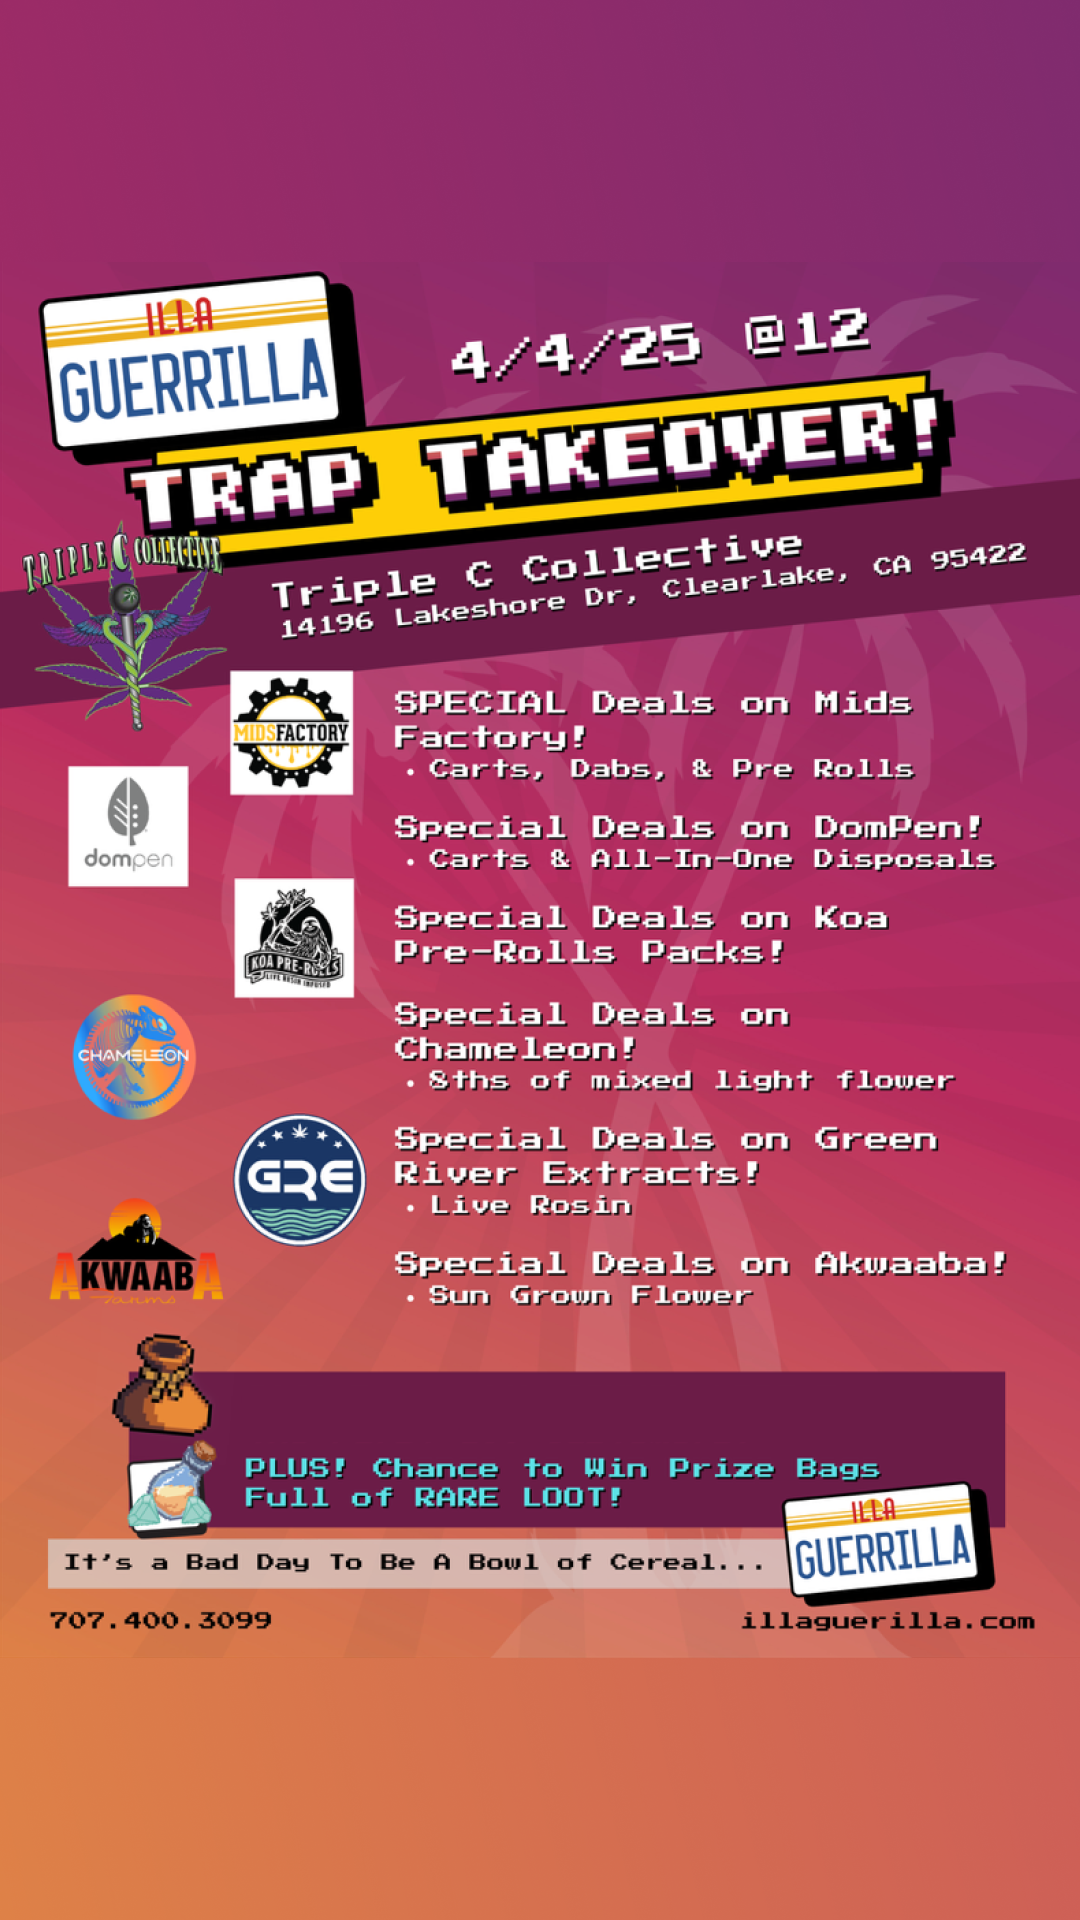 ILLA
GUERRILLA
4/4/25 @12
TRAP TAKEOVER!
TRIPLE C COLLECTIVE
Triple C Collective
14196 Lakeshore Dr, Clearlake, CA 95422
MIDSFACTORY
SPECIAL Deals on Mids
Factory!
• Carts, Dabs, & Pre Rolls
dompen
Special Deals on DomPen!
• Carts & All-In-One Disposals
KOA PRE-ROLLS
LIVE ROSIN INFUSED
Special Deals on Koa
Pre-Rolls Packs!
CHAMELEON
Special Deals on
Chameleon!
• 8ths of mixed light flower
GRE
Special Deals on Green
River Extracts!
• Live Rosin
AKWAABA
Farms
Special Deals on Akwaaba!
• Sun Grown Flower
PLUS! Chance to Win Prize Bags
Full of RARE LOOT!
It's a Bad Day To Be A Bowl of Cereal...
ILLA
GUERRILLA
707.400.3099
illaguerilla.com